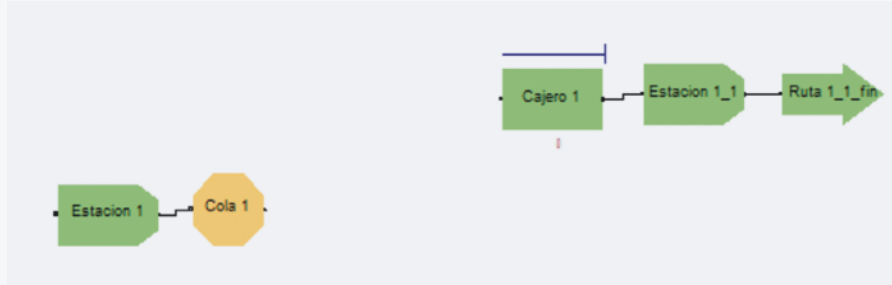 Cajero 1
Estacion 1_1
Ruta 1_1_fin
Estacion 1
Cola 1